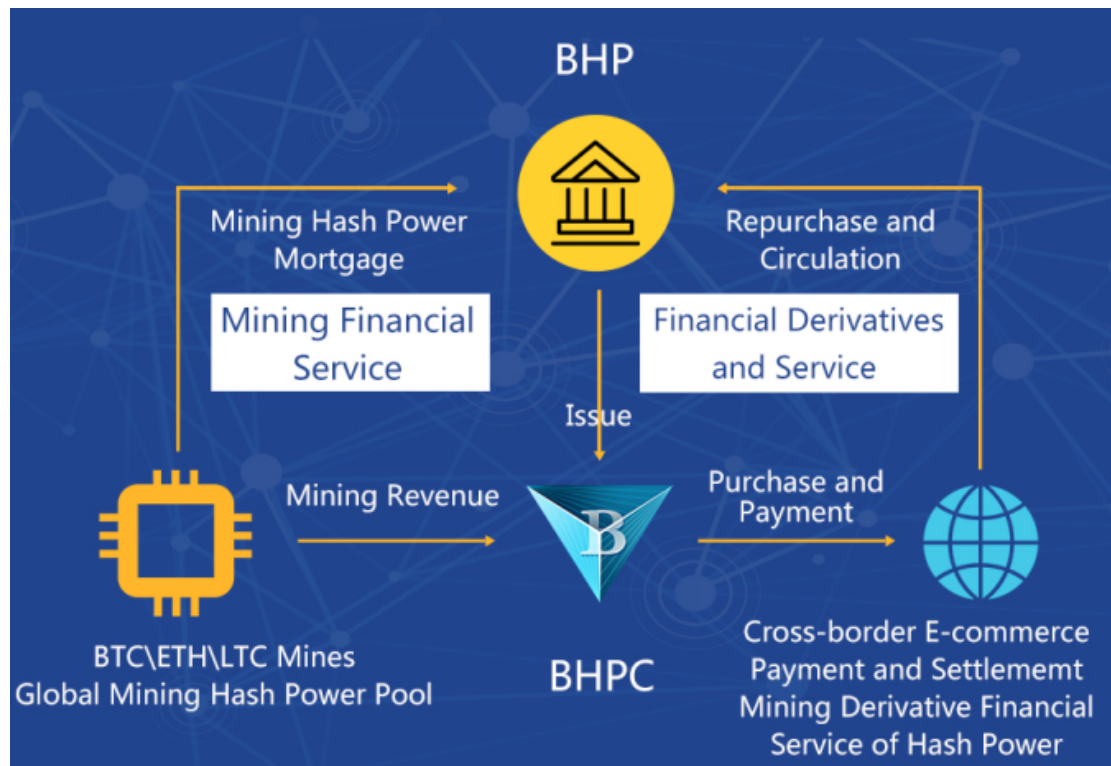 BHP
Mining Hash Power
Mortgage
Repurchase and
Circulation
Mining Financial
Service
Financial Derivatives
and Service
Issue
Mining Revenue
Purchase and
Payment
B
BTC\ETH\LTC Mines
Global Mining Hash Power Pool
BHPC
Cross-border E-commerce
Payment and Settlememt
Mining Derivative Financial
Service of Hash Power